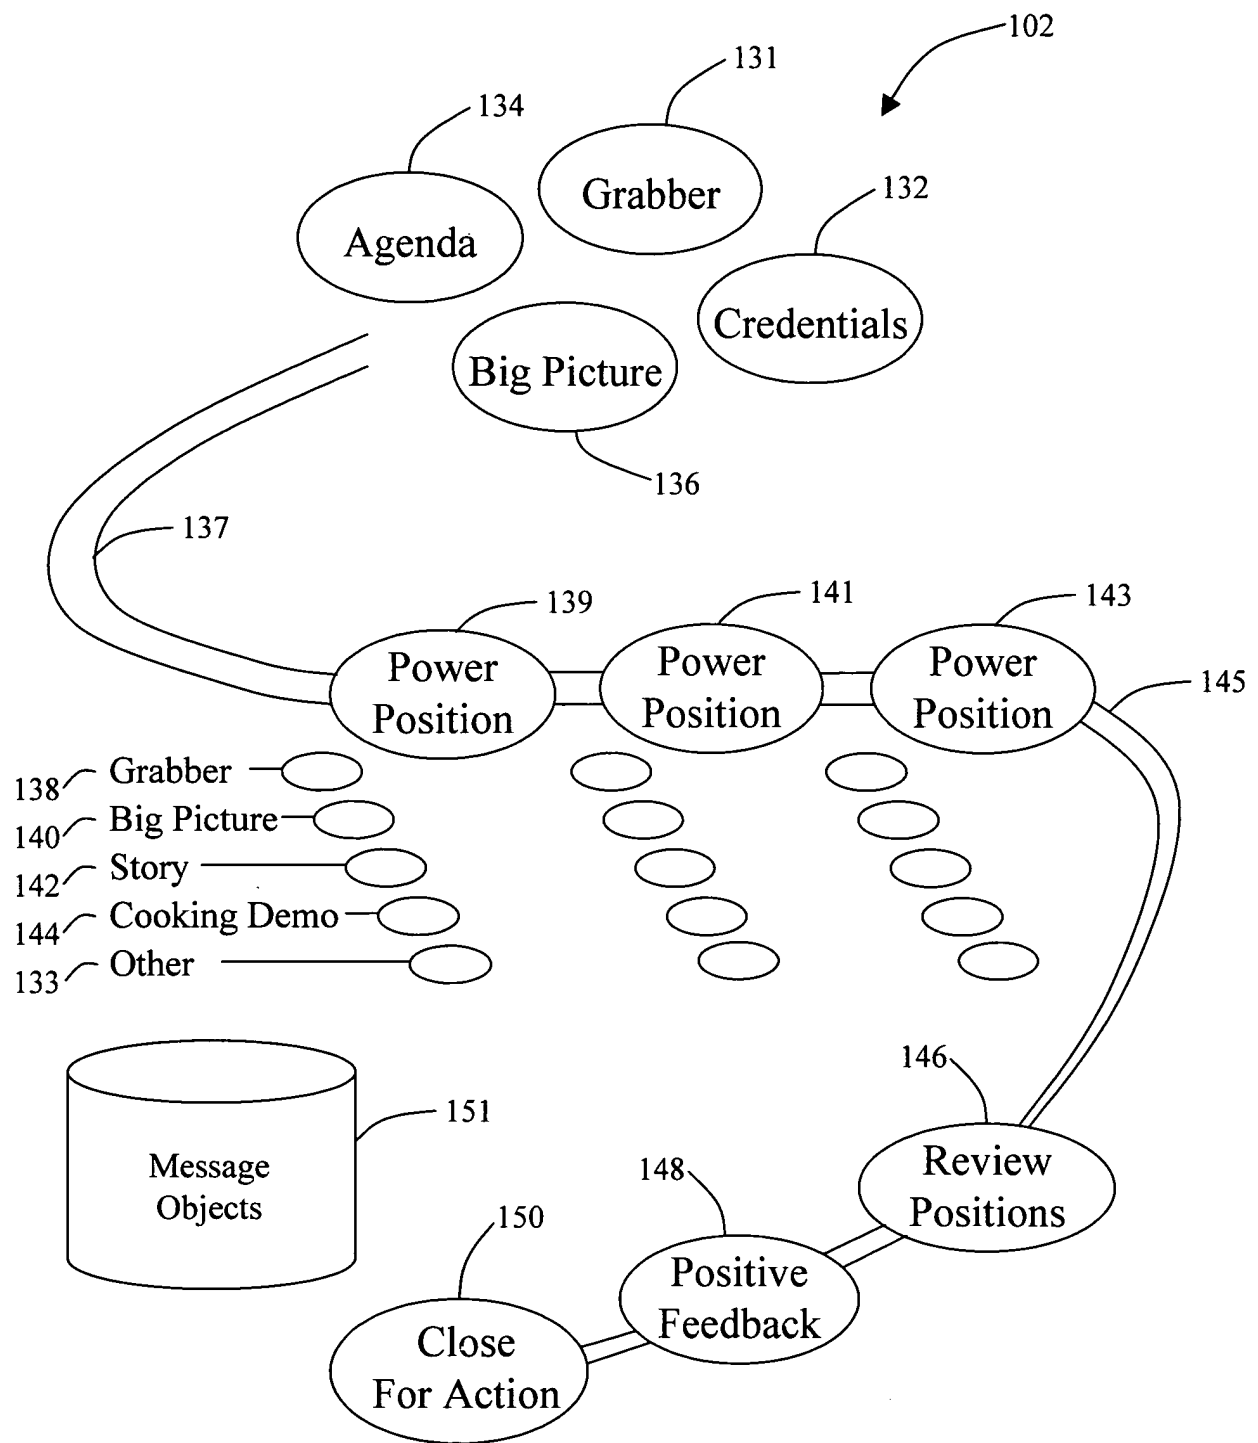 102
131
134
Grabber
132
Agenda
Credentials
Big Picture
136
137
139
141
143
Power
Position
Power
Position
Power
Position
145
138 Grabber
140 Big Picture
142 Story
144 Cooking Demo
133 Other
146
151
Message
Objects
148
Review
Positions
150
Positive
Feedback
Close
For Action